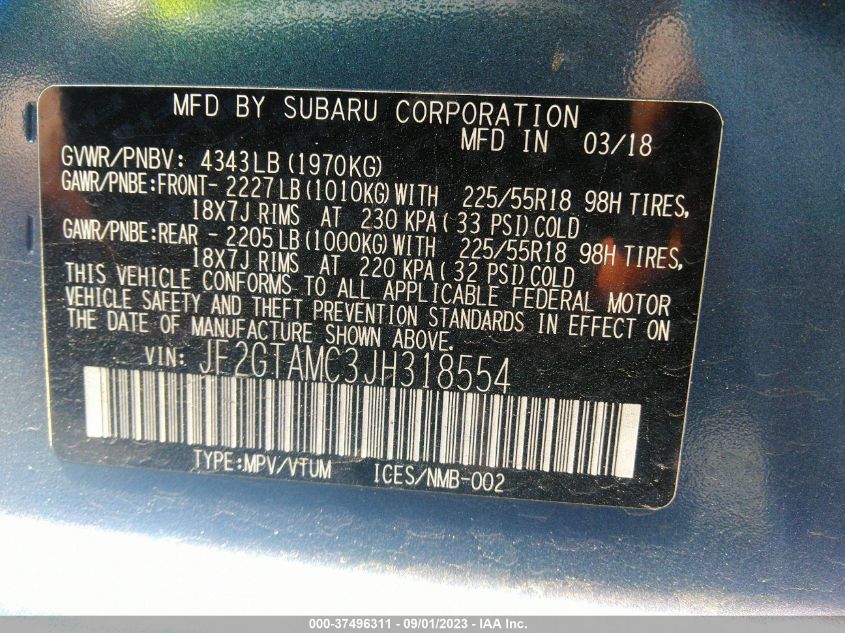 MFD BY SUBARU CORPORATION
MFD IN 03/18
GVWR/PNBV: 4343LB (1970KG)
GAWR/PNBE:FRONT- 2227LB (1010KG) WITH 225/55R18 98H TIRES,
18X7J RIMS AT 230 KPA (33 PSI) COLD
GAWR/PNBE:REAR - 2205LB (1000KG) WITH 225/55R18 98H TIRES,
18X7J RIMS AT 220 KPA (32 PSI) COLD
THIS VEHICLE CONFORMS TO ALL APPLICABLE FEDERAL MOTOR
VEHICLE SAFETY AND THEFT PREVENTION STANDARDS IN EFFECT ON
THE DATE OF MANUFACTURE SHOWN ABOVE.
VIN: JF2GTAMC3JH318554
TYPE:MPV/VTUM ICES/NMB-002
000-37496311 - 09/01/2023 - IAA Inc.